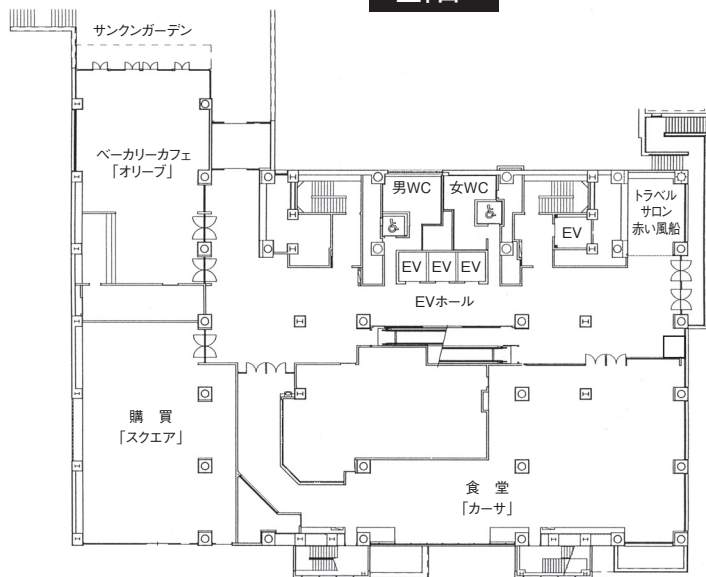 サンクンガーデン
ベーカリーカフェ
「オリーブ」
男WC
女WC
トラベル
サロン
赤い風船
EV
EV
EV
EV
EVホール
購 買
「スクエア」
食 堂
「カーサ」